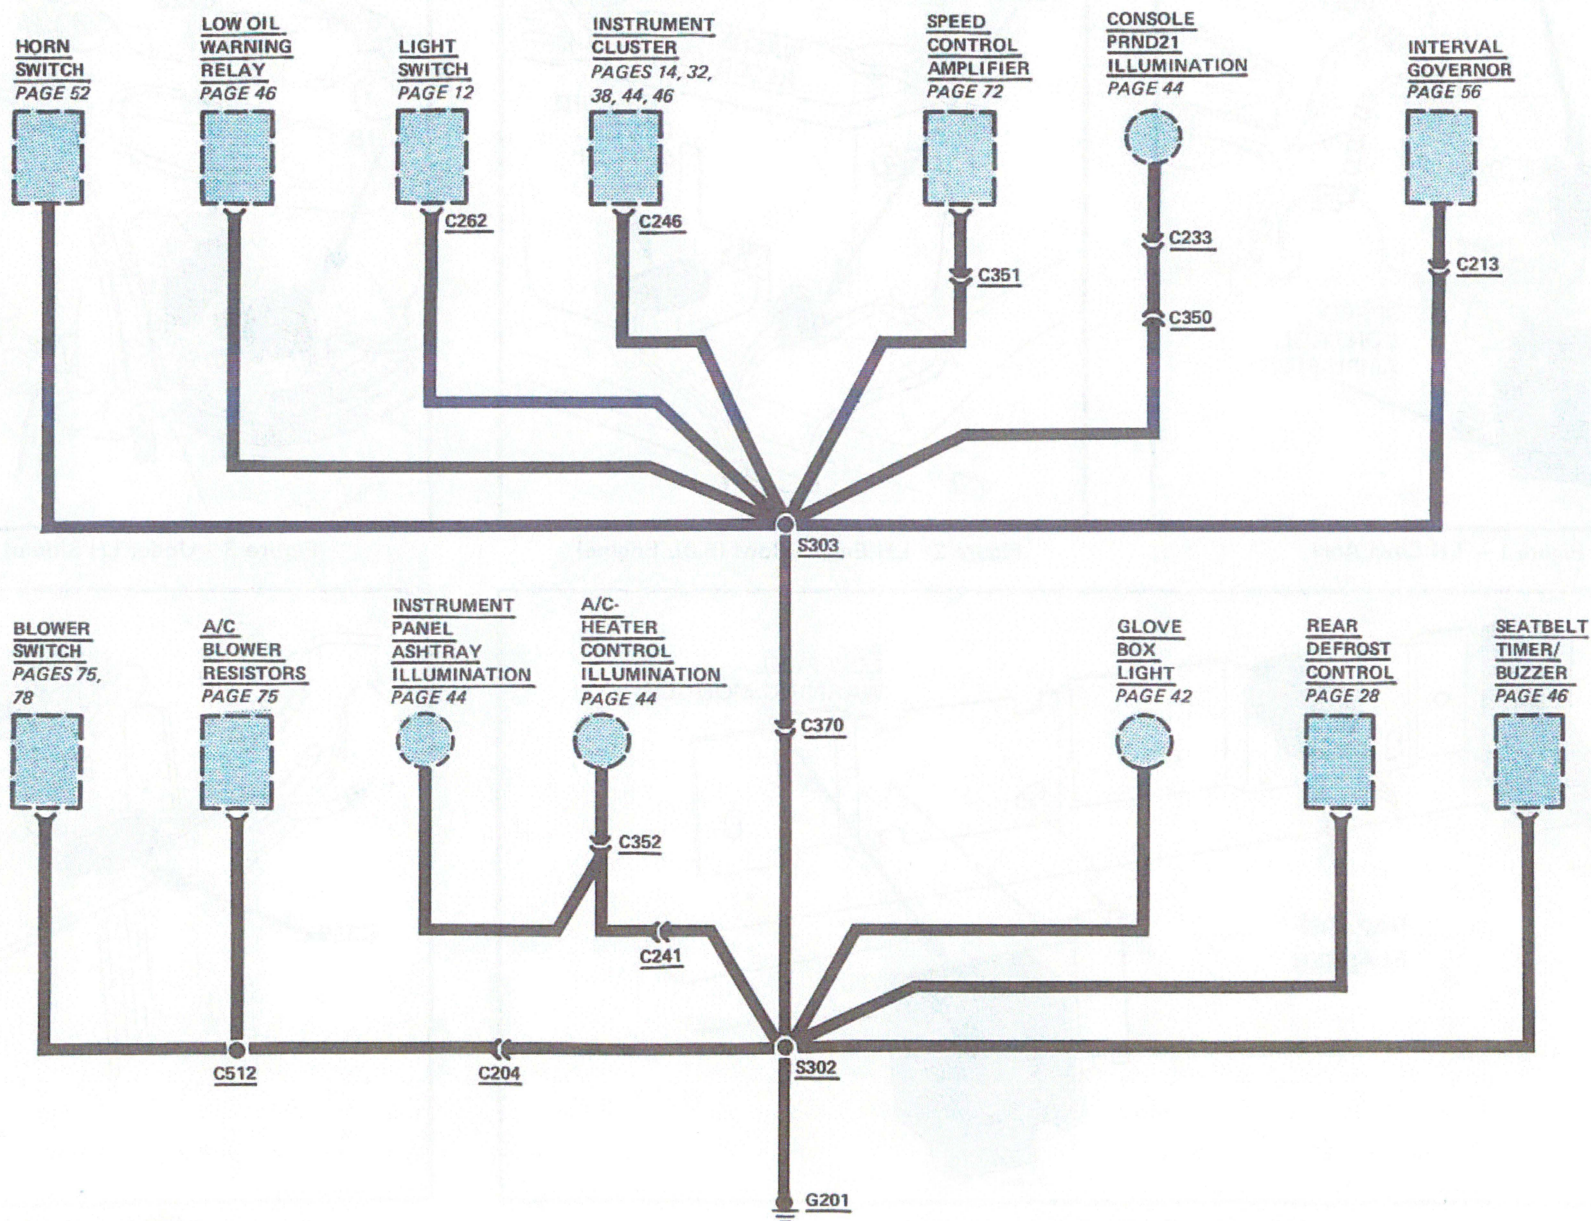 HORN
SWITCH
PAGE 52
LOW OIL
WARNING
RELAY
PAGE 46
LIGHT
SWITCH
PAGE 12
INSTRUMENT
CLUSTER
PAGES 14, 32,
38, 44, 46
SPEED
CONTROL
AMPLIFIER
PAGE 72
CONSOLE
PRND21
ILLUMINATION
PAGE 44
INTERVAL
GOVERNOR
PAGE 56
C262
C246
C351
C233
C350
C213
S303
BLOWER
SWITCH
PAGES 75,
78
A/C
BLOWER
RESISTORS
PAGE 75
INSTRUMENT
PANEL
ASHTRAY
ILLUMINATION
PAGE 44
A/C-
HEATER
CONTROL
ILLUMINATION
PAGE 44
GLOVE
BOX
LIGHT
PAGE 42
REAR
DEFROST
CONTROL
PAGE 28
SEATBELT
TIMER/
BUZZER
PAGE 46
C370
C352
C241
C512
C204
S302
G201